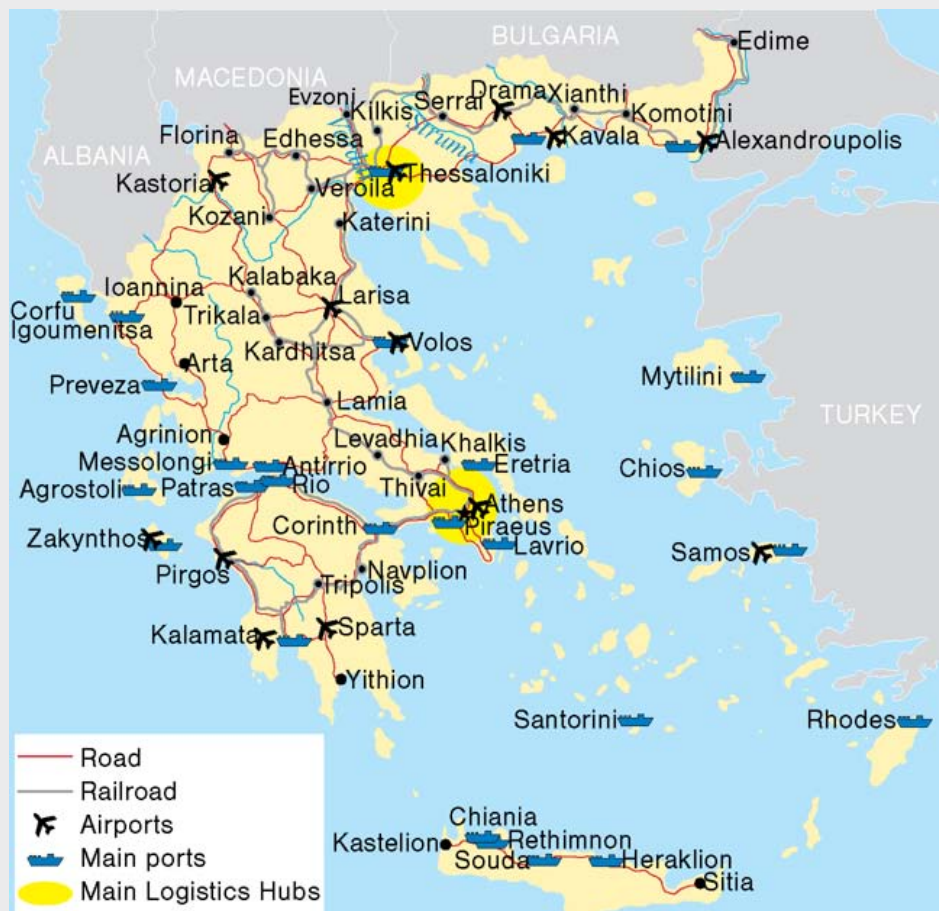 BULGARIA
Edime
MACEDONIA
Evzoni
Kilkis
Serrai
Drama
Xanthi
Komotini
Struma
Florina
Edhessa
Kavala
Alexandroupolis
ALBANIA
Kastoria
Veroila
Thessaloniki
Kozani
Katerini
Ioannina
Kalabaka
Larisa
Corfu
Igoumenitsa
Trikala
Kardhitsa
Volos
Arta
Preveza
Mytilini
Lamia
TURKEY
Agrinion
Levadhia
Khalkis
Messolongi
Antirrio
Eretria
Chios
Agrostoli
Patras
Rio
Thivai
Athens
Corinth
Piraeus
Zakynthos
Lavrio
Samos
Pirgos
Navplion
Tripolis
Kalamata
Sparta
Yithion
Santorini
Rhodes
Road
Railroad
Airports
Main ports
Main Logistics Hubs
Chiania
Kastelion
Rethimnon
Souda
Heraklion
Sitia